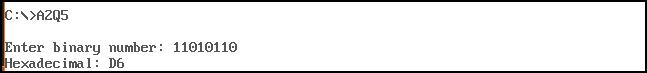 C:\>A2Q5
Enter binary number: 11010110
Hexadecimal: D6